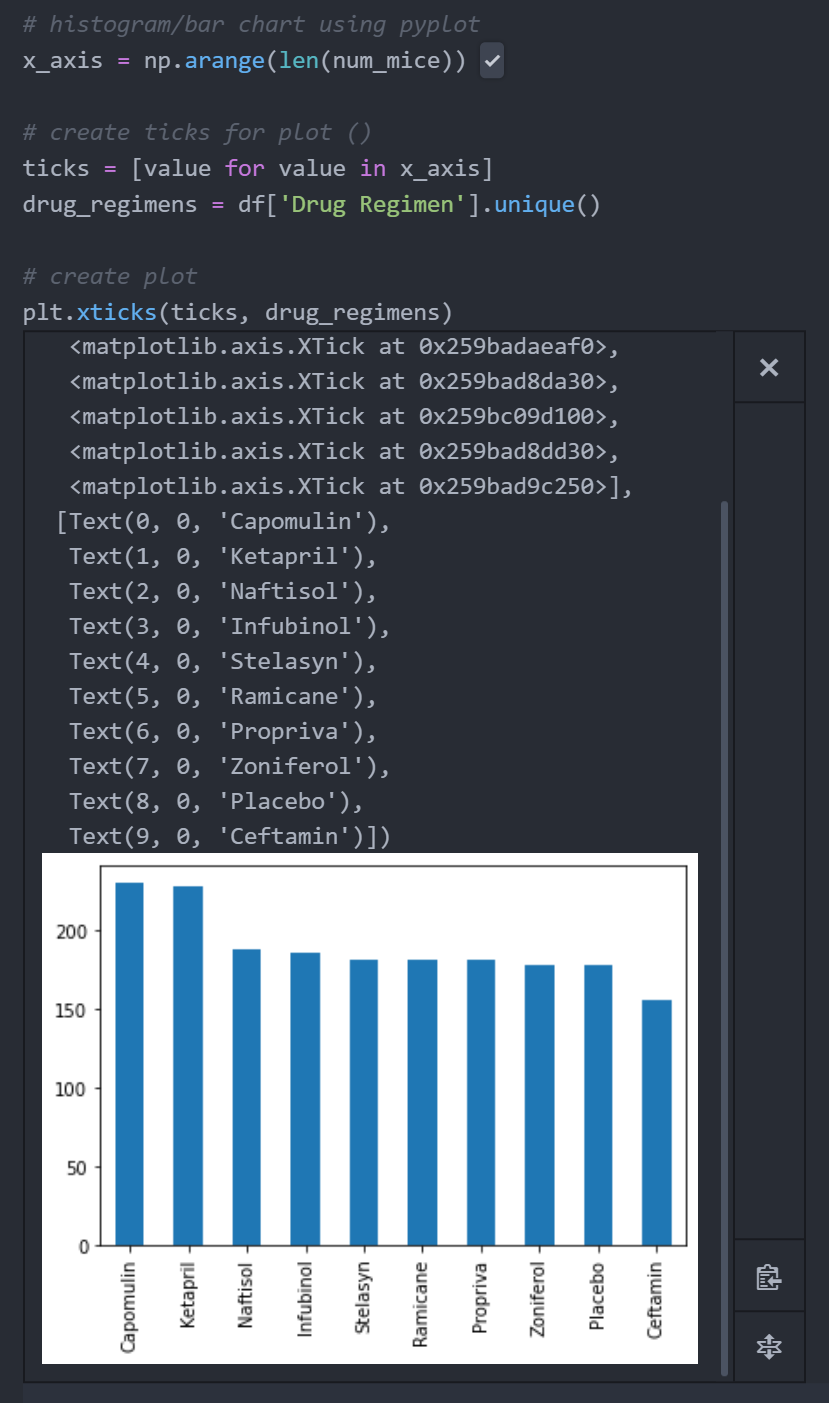 # histogram/bar chart using pyplot
x_axis = np.arange(len(num_mice))
# create ticks for plot ()
ticks = [value for value in x_axis]
drug_regimens = df['Drug Regimen'].unique()
# create plot
plt.xticks(ticks, drug_regimens)
<matplotlib.axis.XTick at 0x259badaeaf0>,
<matplotlib.axis.XTick at 0x259bad8da30>,
<matplotlib.axis.XTick at 0x259bc09d100>,
<matplotlib.axis.XTick at 0x259bad8dd30>,
<matplotlib.axis.XTick at 0x259bad9c250>],
[Text(0, 0, 'Capomulin'),
Text(1, 0, 'Ketapril'),
Text(2, 0, 'Naftisol'),
Text(3, 0, 'Infubinol'),
Text(4, 0, 'Stelasyn'),
Text(5, 0, 'Ramicane'),
Text(6, 0, 'Propriva'),
Text(7, 0, 'Zoniferol'),
Text(8, 0, 'Placebo'),
Text(9, 0, 'Ceftamin')])
200
150
100
50
0
Capomulin
Ketapril
Naftisol
Infubinol
Stelasyn
Ramicane
Propriva
Zoniferol
Placebo
Ceftamin